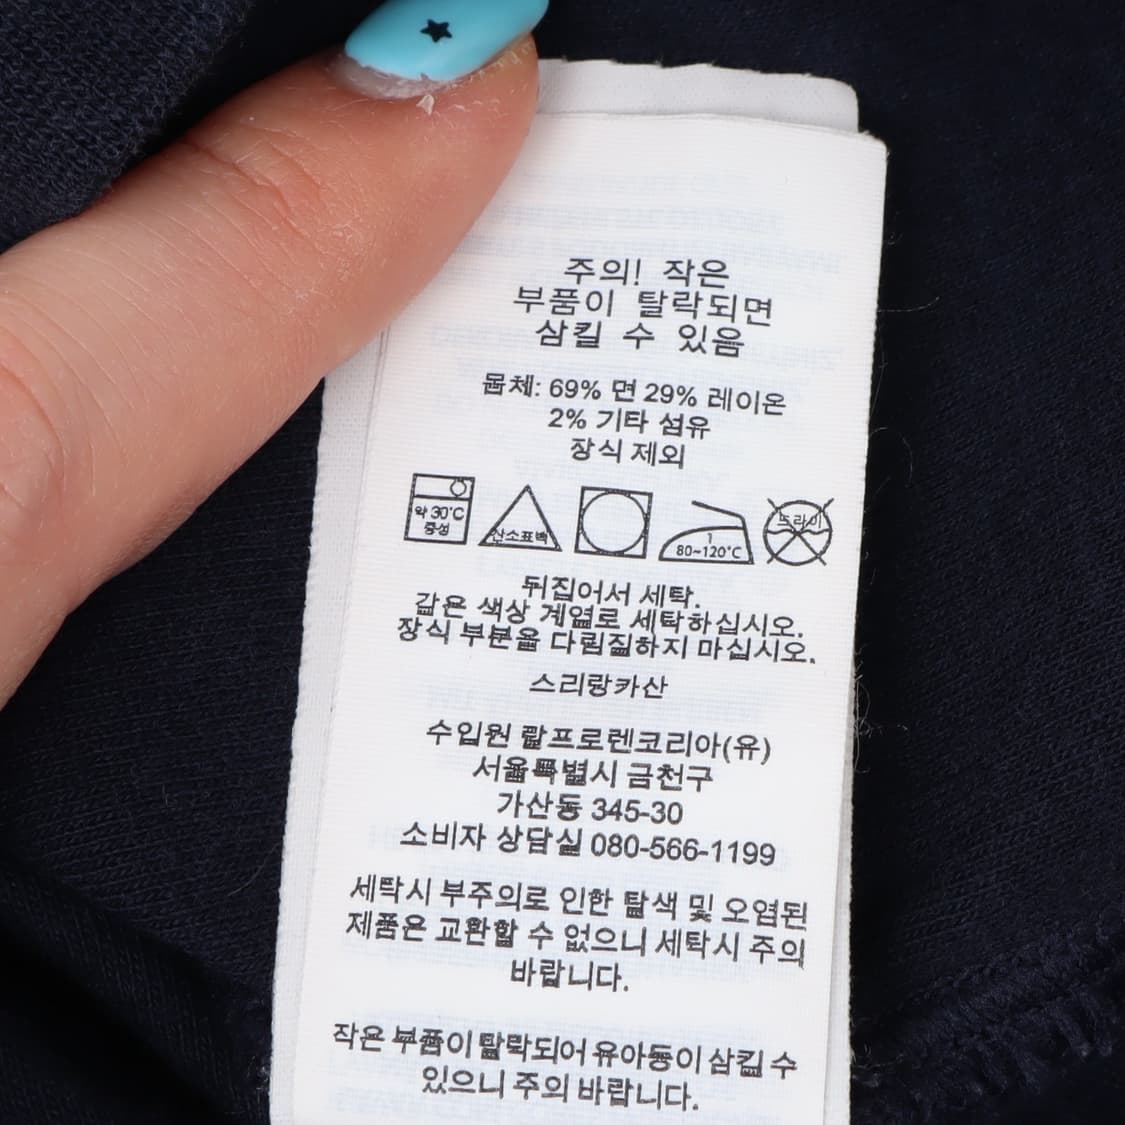 주의! 작은
부품이 탈락되면
삼킬 수 있음
몸체: 69% 면 29% 레이온
2% 기타 섬유
장식 제외
약 30℃
중성
산소표백
1
80~120℃
드라이
뒤집어서 세탁.
같은 색상 계열로 세탁하십시오.
장식 부분을 다림질하지 마십시오.
스리랑카산
수입원 랄프로렌코리아(유)
서울특별시 금천구
가산동 345-30
소비자 상담실 080-566-1199
세탁시 부주의로 인한 탈색 및 오염된
제품은 교환할 수 없으니 세탁시 주의
바랍니다.
작은 부품이 탈락되어 유아동이 삼킬 수
있으니 주의 바랍니다.